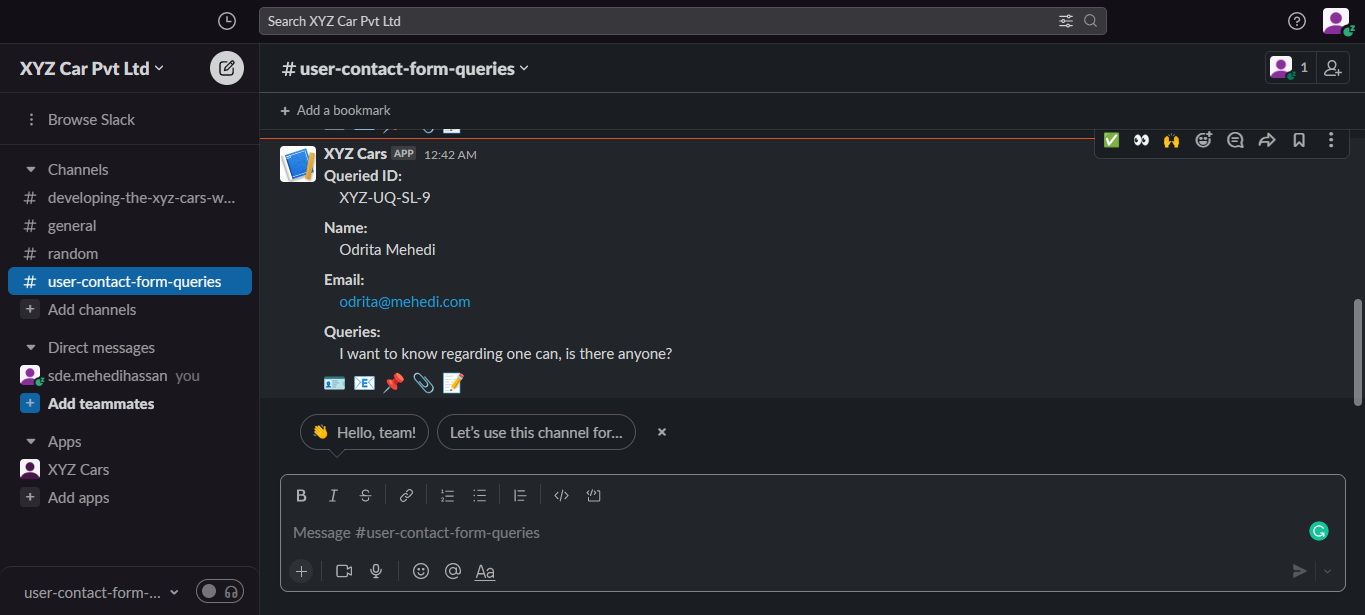 Search XYZ Car Pvt Ltd
XYZ Car Pvt Ltd
Browse Slack
Channels
# developing-the-xyz-cars-w...
# general
# random
# user-contact-form-queries
+ Add channels
Direct messages
sde.mehedihassan you
+ Add teammates
Apps
XYZ Cars
+ Add apps
user-contact-form-...
# user-contact-form-queries
1
+ Add a bookmark
XYZ Cars APP 12:42 AM
Queried ID:
XYZ-UQ-SL-9
Name:
Odrita Mehedi
Email:
odrita@mehedi.com
Queries:
I want to know regarding one can, is there anyone?
👋 Hello, team!
Let's use this channel for...
B I S
Message #user-contact-form-queries
Aa